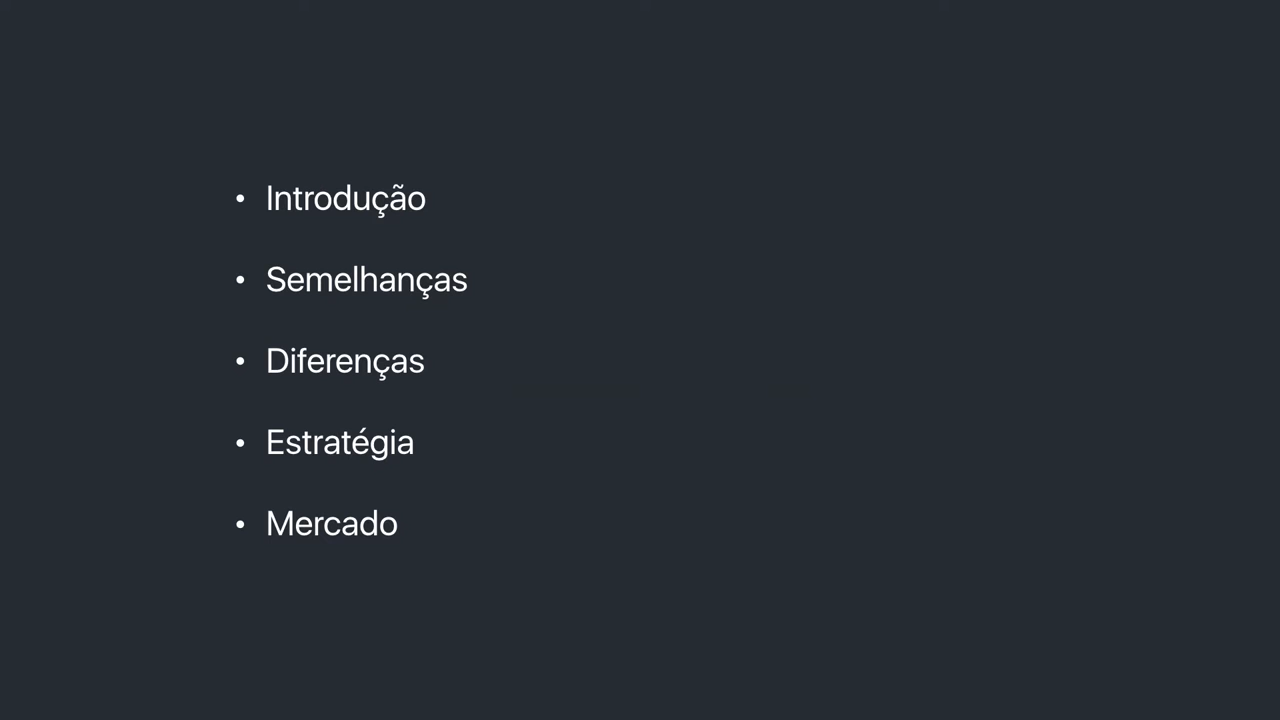 • Introdução
• Semelhanças
• Diferenças
• Estratégia
• Mercado